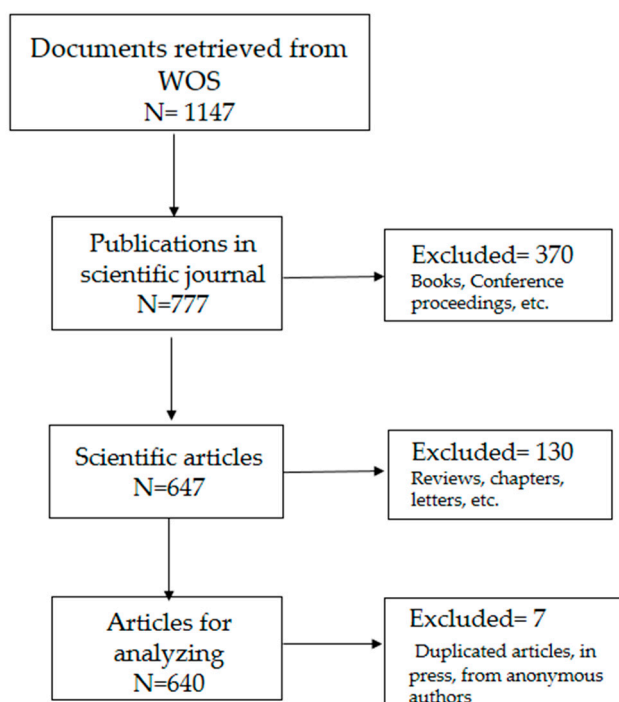 Documents retrieved from
WOS
N= 1147
Publications in
scientific journal
N=777
Excluded= 370
Books, Conference
proceedings, etc.
Scientific articles
N=647
Excluded= 130
Reviews, chapters,
letters, etc.
Articles for
analyzing
N=640
Excluded= 7
Duplicated articles, in
press, from anonymous
authors